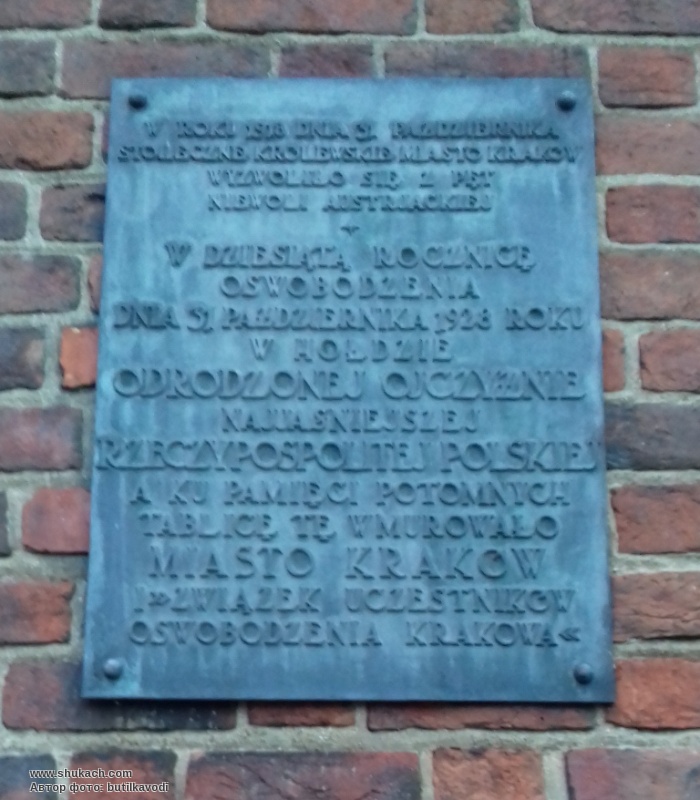 W ROKU 1918 DNIA 31 PAŹDZIERNIKA
STOŁECZNE KRÓLEWSKIE MIASTO KRAKÓW
WYZWOLIŁO SIĘ Z PĘT
NIEWOLI AUSTRJACKIEJ
+
W DZIESIĄTĄ ROCZNICĘ
OSWOBODZENIA
DNIA 31 PAŹDZIERNIKA 1928 ROKU
W HOŁDZIE
ODRODZONEJ OJCZYŹNIE
NAJJAŚNIEJSZEJ
RZECZYPOSPOLITEJ POLSKIEJ
A KU PAMIĘCI POTOMNYCH
TABLICĘ TĘ WMUROWAŁO
MIASTO KRAKÓW
I »ZWIĄZEK UCZESTNIKÓW
OSWOBODZENIA KRAKOWA«
www.shukach.com
Автор фото: butilkavodi